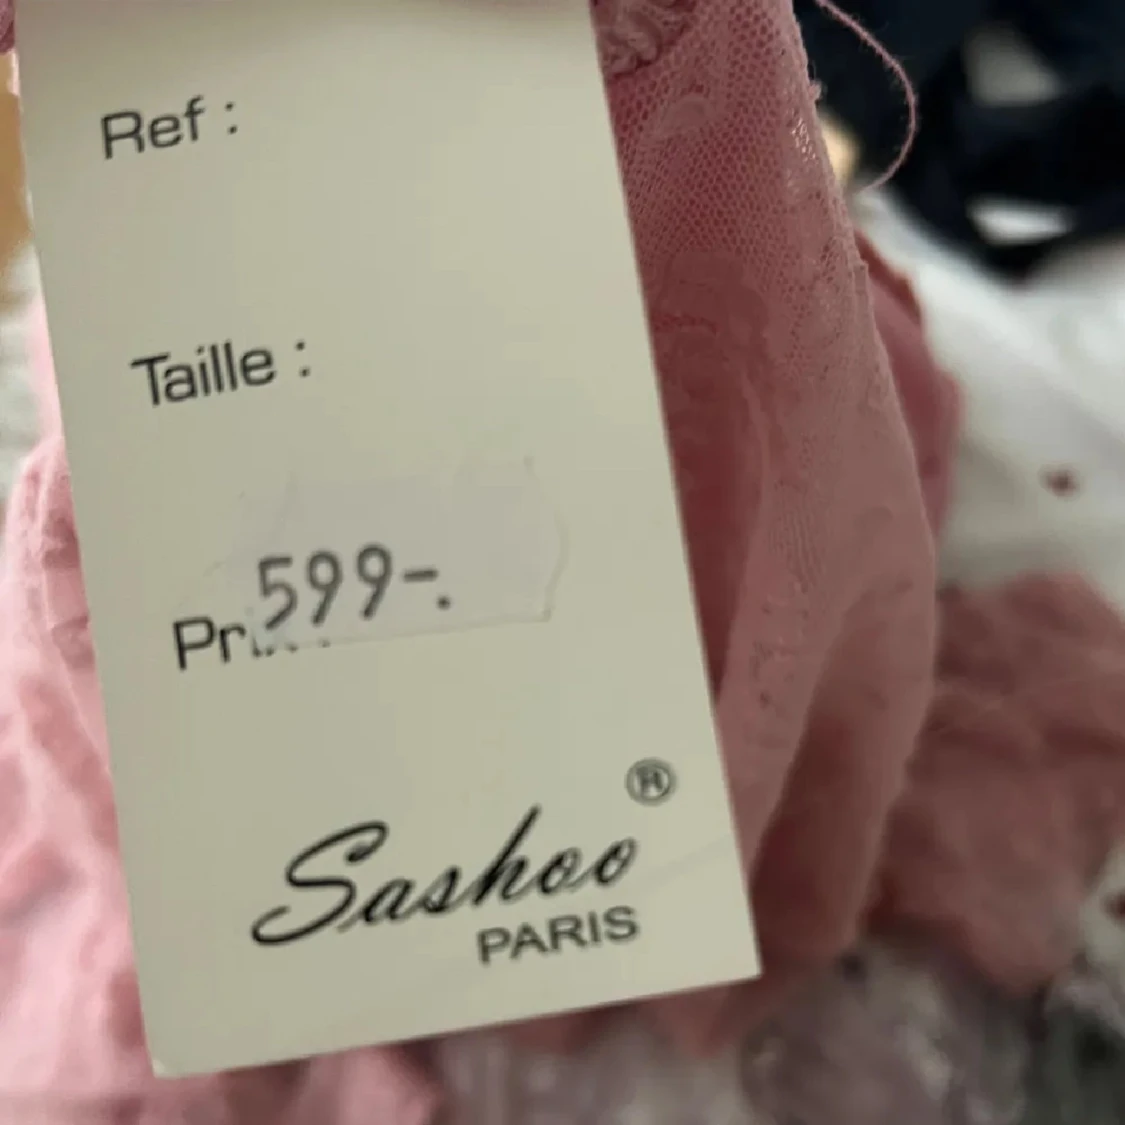 Ref :
Taille :
599-.
Sashoo ®
PARIS